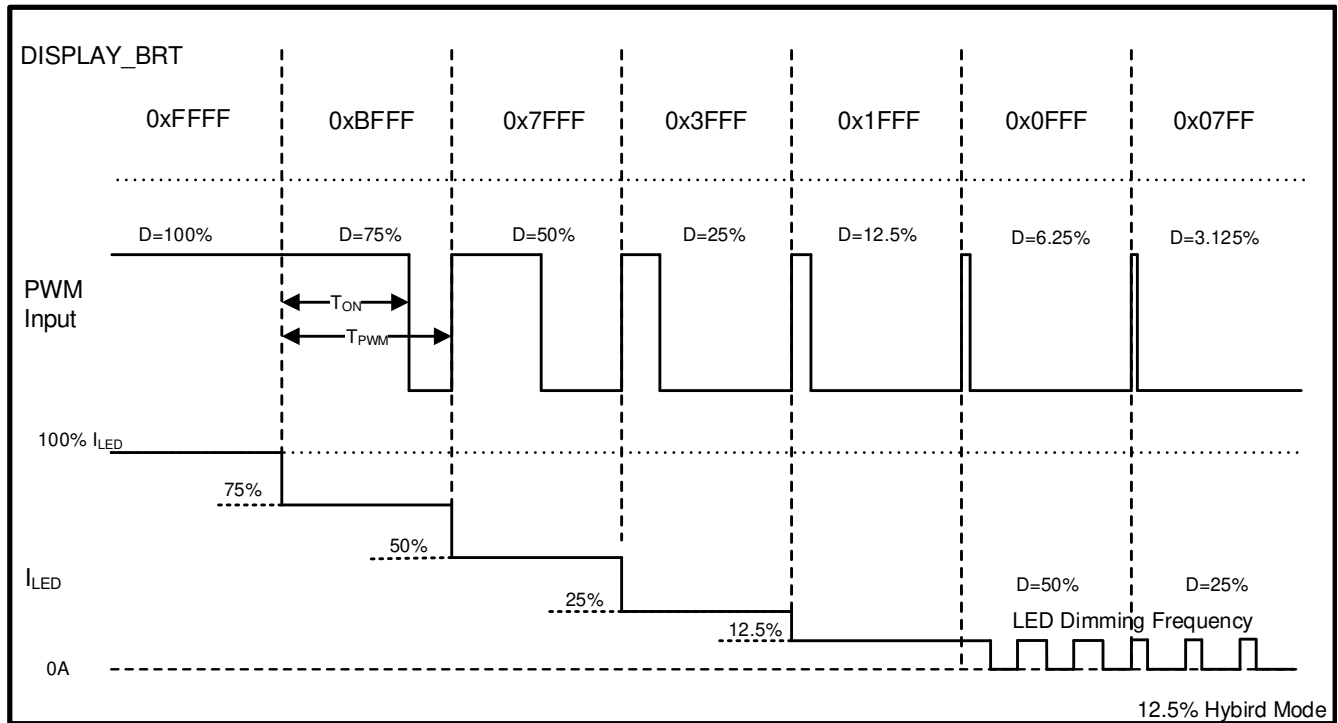 DISPLAY_BRT
0xFFFF 0xBFFF 0x7FFF 0x3FFF 0x1FFF 0x0FFF 0x07FF
D=100% D=75% D=50% D=25% D=12.5% D=6.25% D=3.125%
PWM
Input
TON
TPWM
100% ILED
75%
50%
ILED
25%
12.5%
D=50% D=25%
LED Dimming Frequency
0A
12.5% Hybird Mode